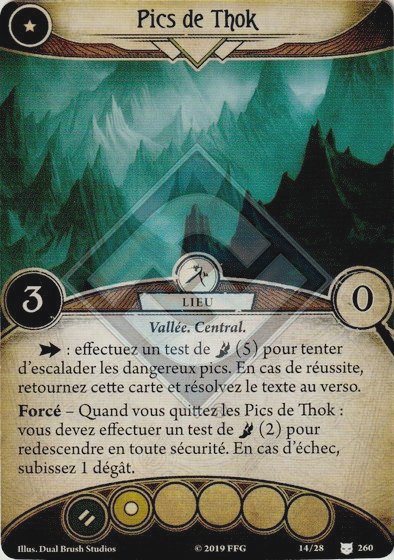 Pics de Thok
3
LIEU
0
Vallée. Central.
: effectuez un test de (5) pour tenter
d'escalader les dangereux pics. En cas de réussite,
retournez cette carte et résolvez le texte au verso.
Forcé – Quand vous quittez les Pics de Thok :
vous devez effectuer un test de (2) pour
redescendre en toute sécurité. En cas d'échec,
subissez 1 dégât.
Illus. Dual Brush Studios © 2019 FFG 14/28 260